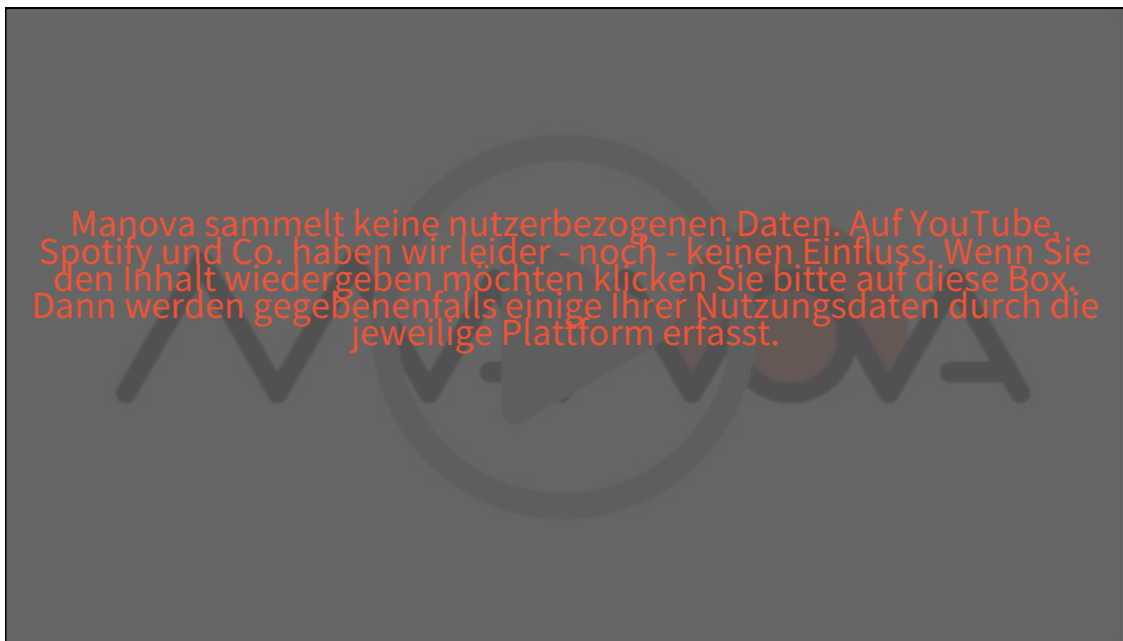 Manova sammelt keine nutzerbezogenen Daten. Auf YouTube,
Spotify und Co. haben wir leider - noch - keinen Einfluss. Wenn Sie
den Inhalt wiedergeben möchten klicken Sie bitte auf diese Box.
Dann werden gegebenenfalls einige Ihrer Nutzungsdaten durch die
jeweilige Plattform erfasst.
MANOVA